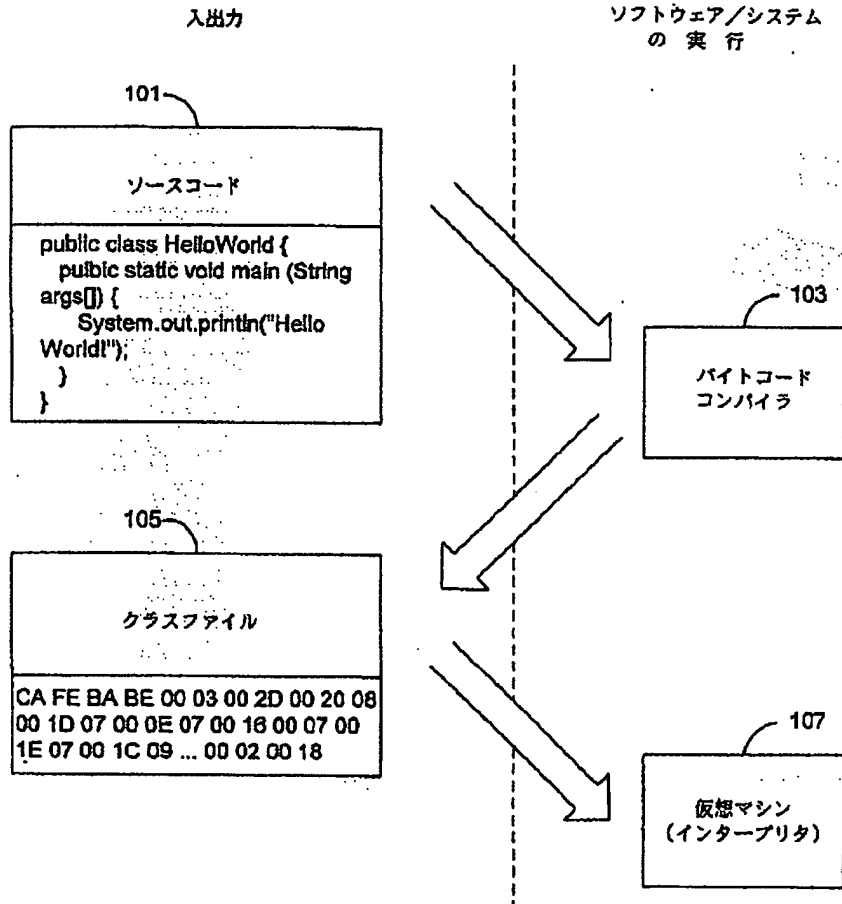 入出力
ソフトウェア／システム
の 実 行
101
ソースコード
public class HelloWorld {
pulbic static void main (String
args[]) {
System.out.println("Hello
World!");
}
}
103
バイトコード
コンパイラ
105
クラスファイル
CA FE BA BE 00 03 00 2D 00 20 08
00 1D 07 00 0E 07 00 16 00 07 00
1E 07 00 1C 09 ... 00 02 00 18
107
仮想マシン
（インタープリタ）